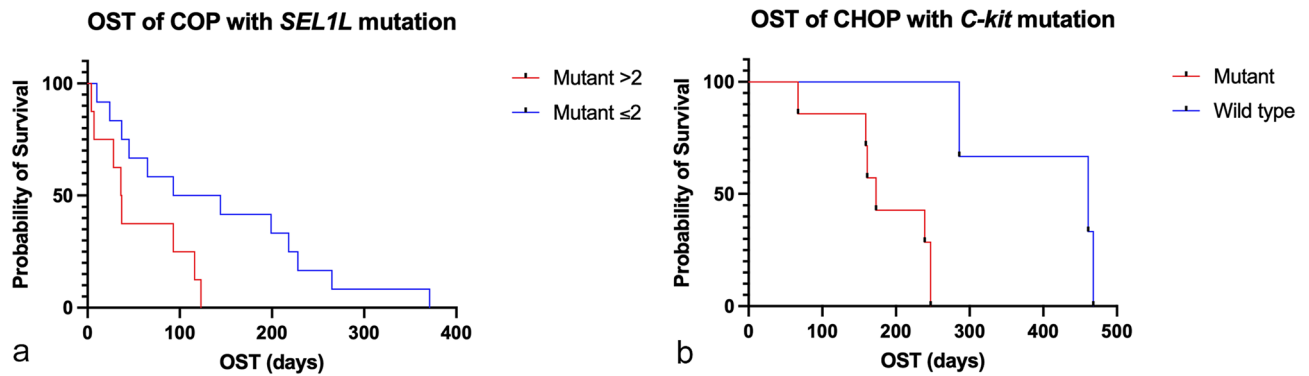 OST of COP with SEL1L mutation
Probability of Survival
100
50
0
0 100 200 300 400
OST (days)
Mutant >2
Mutant ≤2
a
OST of CHOP with C-kit mutation
Probability of Survival
100
50
0
0 100 200 300 400 500
OST (days)
Mutant
Wild type
b